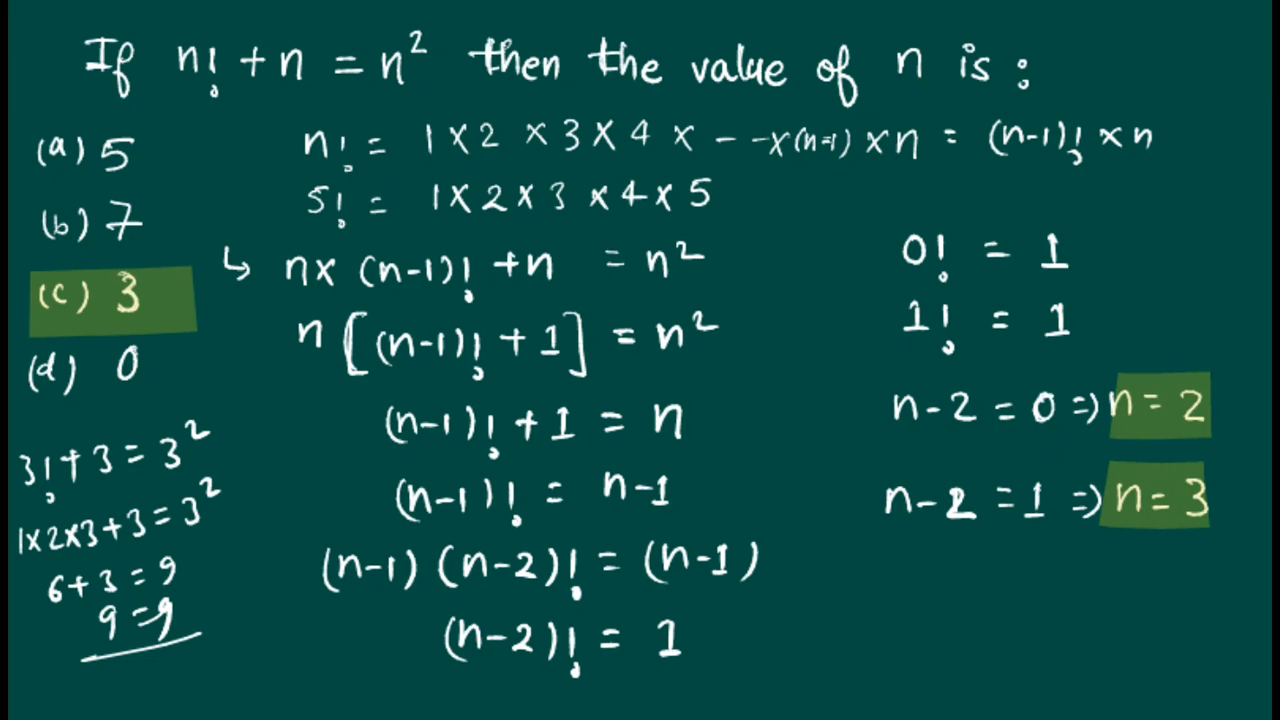 If n! + n = n² then the value of n is :
(a) 5
(b) 7
(c) 3
(d) 0
n! = 1 × 2 × 3 × 4 × - - × (n-1) × n = (n-1)! × n
5! = 1 × 2 × 3 × 4 × 5
↳ n × (n-1)! + n = n²
n [(n-1)! + 1] = n²
(n-1)! + 1 = n
(n-1)! = n-1
(n-1) (n-2)! = (n-1)
(n-2)! = 1
0! = 1
1! = 1
n - 2 = 0 => n = 2
n - 2 = 1 => n = 3
3! + 3 = 3²
1×2×3 + 3 = 3²
6 + 3 = 9
9 = 9